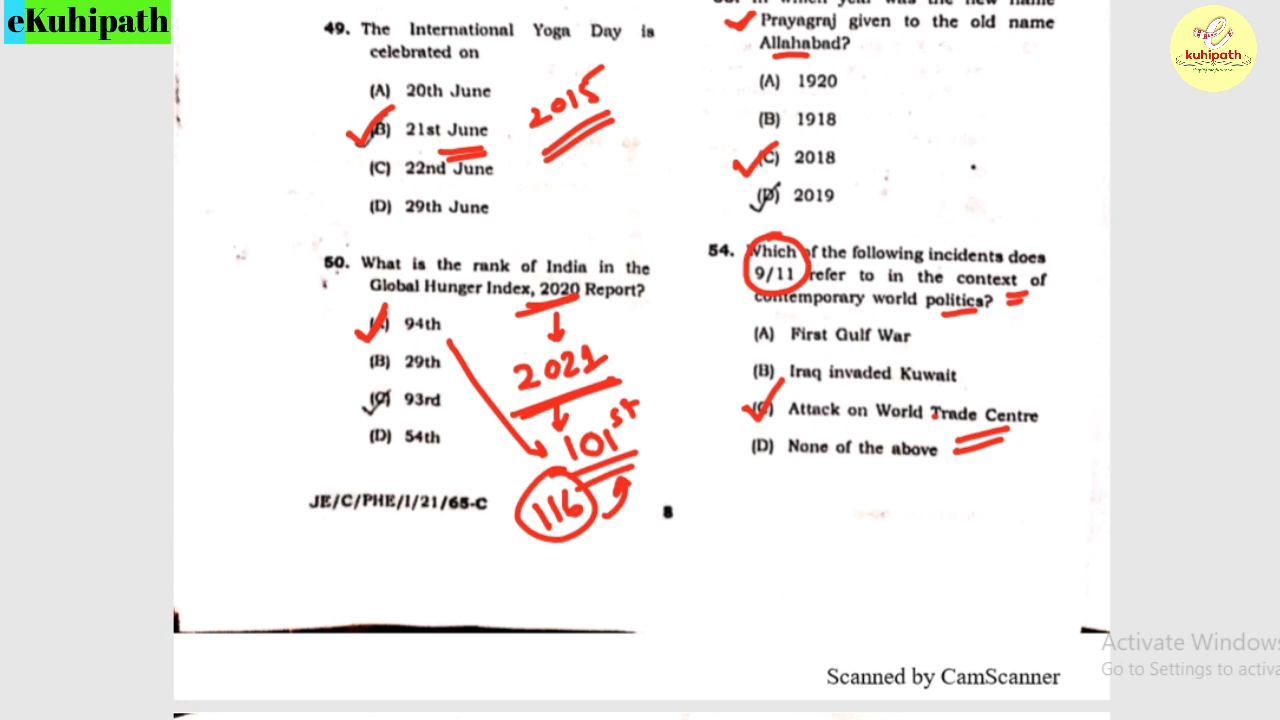 eKuhipath
kuhipath
49. The International Yoga Day is
celebrated on
(A) 20th June
(B) 21st June
(C) 22nd June
(D) 29th June
2015
50. What is the rank of India in the
Global Hunger Index, 2020 Report?
(A) 94th
(B) 29th
(C) 93rd
(D) 54th
2021
101st
116
JE/C/PHE/1/21/65-C
8
Prayagraj given to the old name
Allahabad?
(A) 1920
(B) 1918
(C) 2018
(D) 2019
54. Which of the following incidents does
9/11 refer to in the context of
contemporary world politics?
(A) First Gulf War
(B) Iraq invaded Kuwait
(C) Attack on World Trade Centre
(D) None of the above
Scanned by CamScanner
Activate Windows
Go to Settings to activa